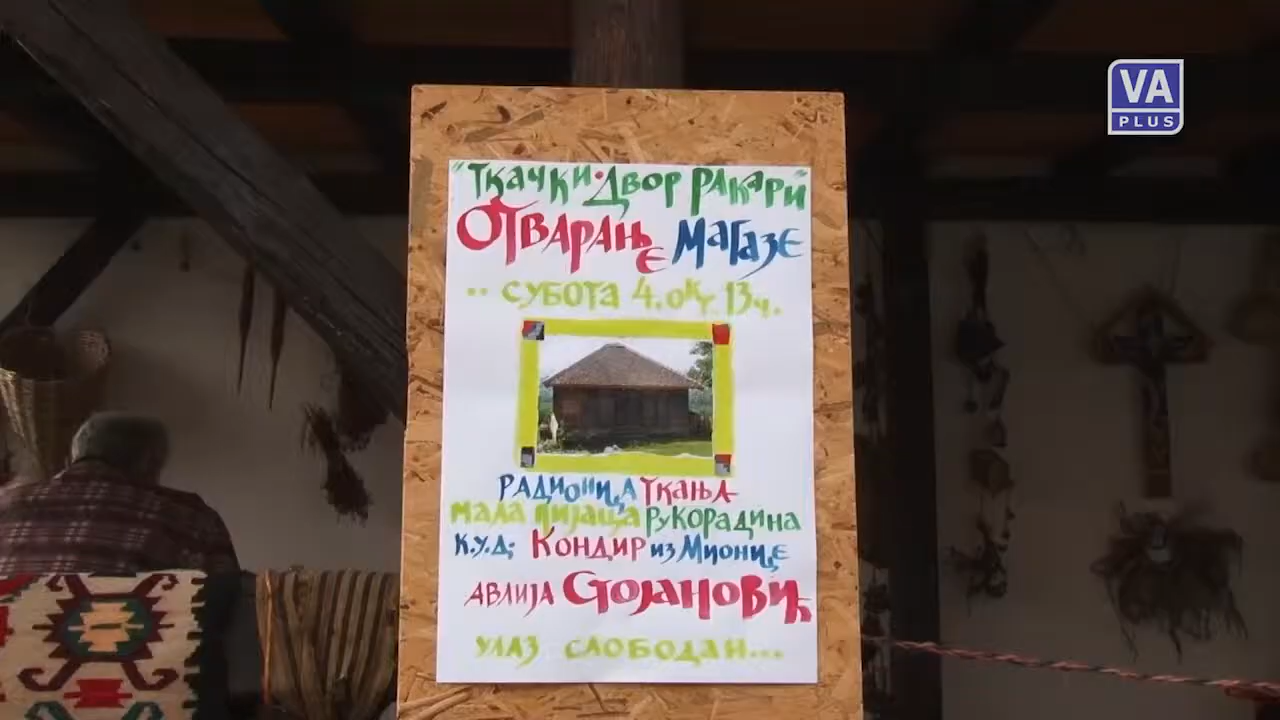 "Ткачки двор Ракари"
Отварање магазе
.. субота 4. окт. 13ч.
Радионица ткања
мала пијаца рукорадина
К.У.Д; Кондир из Мионице
авлија Стојановић
улаз слободан...
VA
PLUS